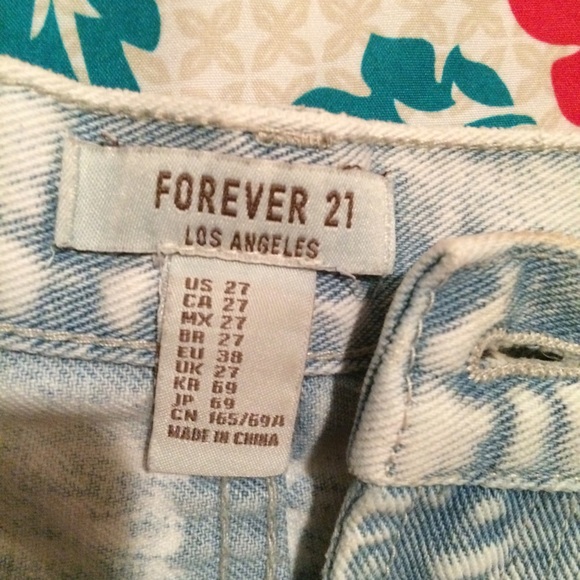 FOREVER 21
LOS ANGELES
US 27
CA 27
MX 27
BR 27
EU 38
UK 27
KR 69
JP 69
CN 165/69A
MADE IN CHINA